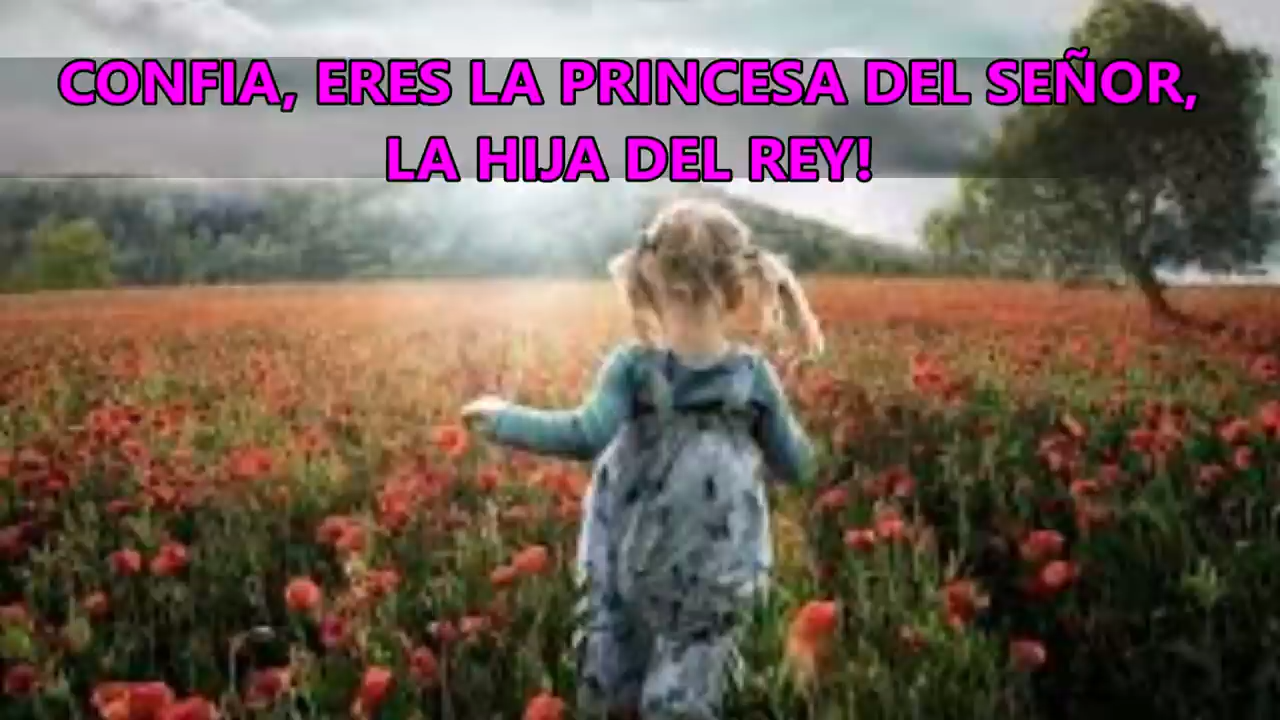 CONFIA, ERES LA PRINCESA DEL SEÑOR,
LA HIJA DEL REY!